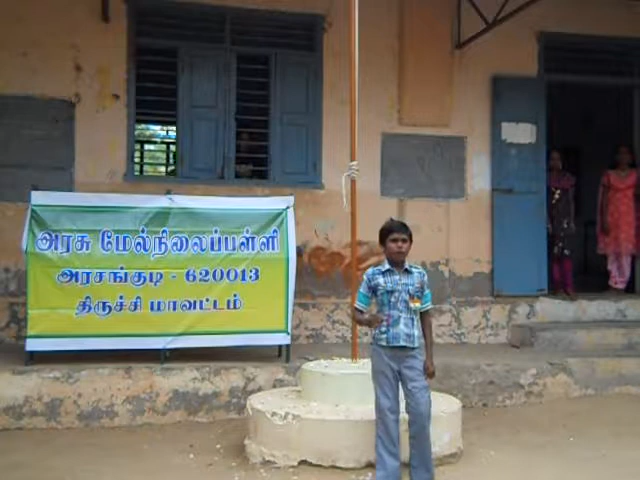 அரசு மேல்நிலைப்பள்ளி
அரசங்குடி - 620013
திருச்சி மாவட்டம்